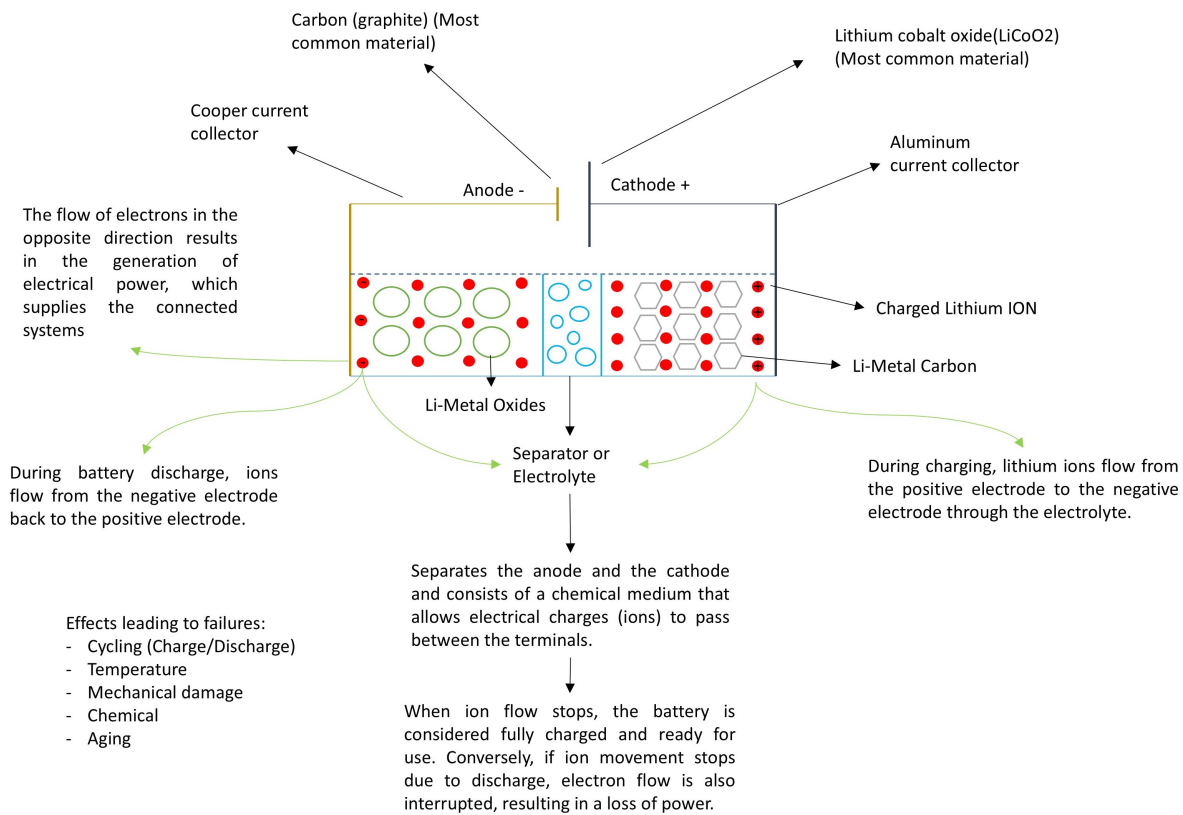 Carbon (graphite) (Most
common material)
Lithium cobalt oxide(LiCoO2)
(Most common material)
Cooper current
collector
Aluminum
current collector
Anode -
Cathode +
The flow of electrons in the
opposite direction results
in the generation of
electrical power, which
supplies the connected
systems
Charged Lithium ION
Li-Metal Carbon
Li-Metal Oxides
Separator or
Electrolyte
During battery discharge, ions
flow from the negative electrode
back to the positive electrode.
During charging, lithium ions flow from
the positive electrode to the negative
electrode through the electrolyte.
Separates the anode and the cathode
and consists of a chemical medium that
allows electrical charges (ions) to pass
between the terminals.
Effects leading to failures:
- Cycling (Charge/Discharge)
- Temperature
- Mechanical damage
- Chemical
- Aging
When ion flow stops, the battery is
considered fully charged and ready for
use. Conversely, if ion movement stops
due to discharge, electron flow is also
interrupted, resulting in a loss of power.